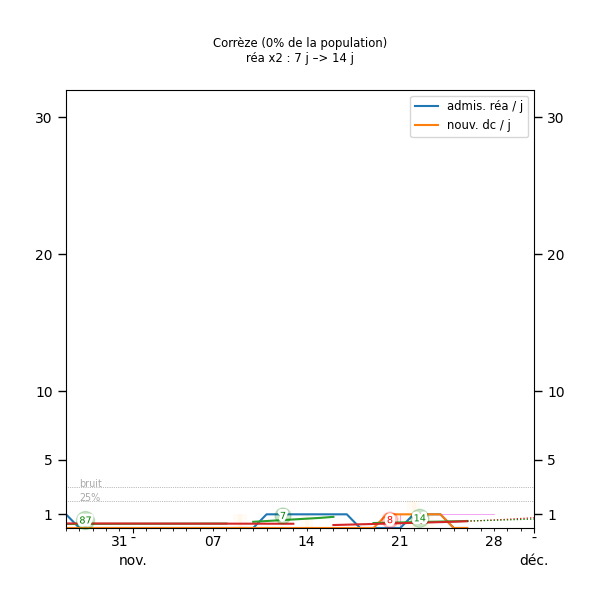 Corrèze (0% de la population)
réa x2 : 7 j –> 14 j
admis. réa / j
nouv. dc / j
30
30
20
20
10
10
5
5
bruit
25%
1
1
87
7
8
14
31
07
14
21
28
nov.
déc.